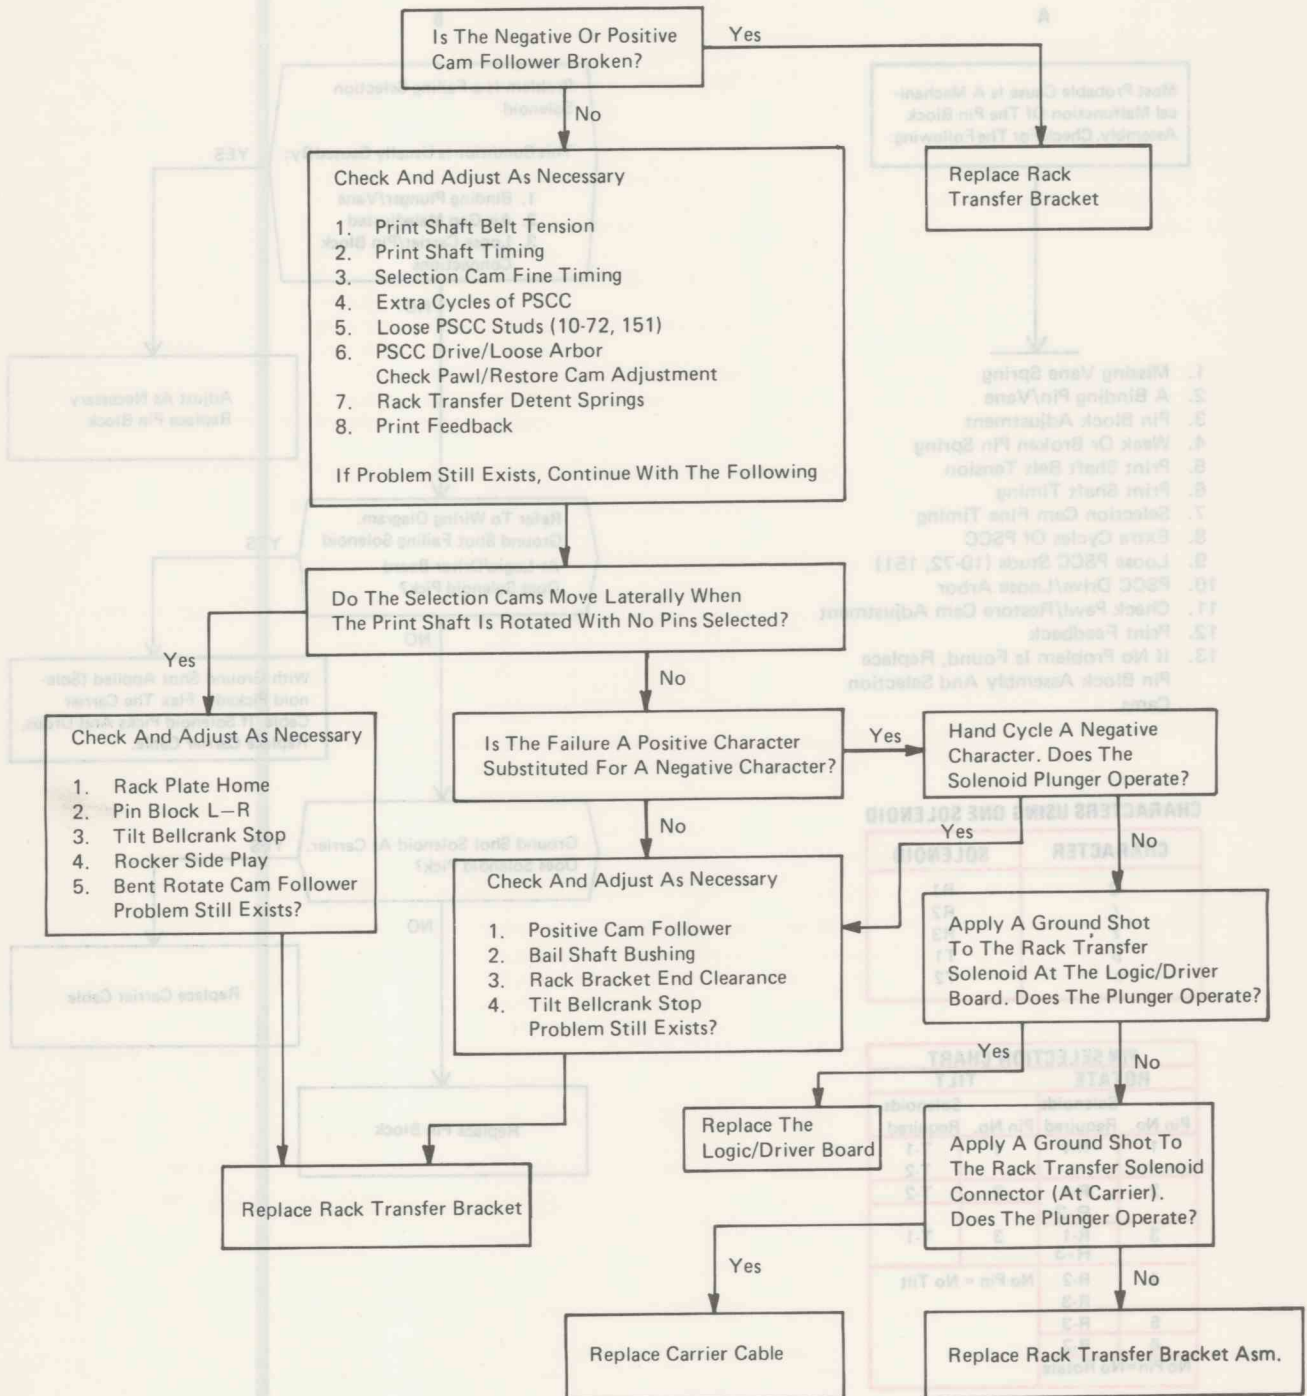 Is The Negative Or Positive
Cam Follower Broken?
Yes
No
Replace Rack
Transfer Bracket
Check And Adjust As Necessary
1. Print Shaft Belt Tension
2. Print Shaft Timing
3. Selection Cam Fine Timing
4. Extra Cycles of PSCC
5. Loose PSCC Studs (10-72, 151)
6. PSCC Drive/Loose Arbor
Check Pawl/Restore Cam Adjustment
7. Rack Transfer Detent Springs
8. Print Feedback
If Problem Still Exists, Continue With The Following
Do The Selection Cams Move Laterally When
The Print Shaft Is Rotated With No Pins Selected?
Yes
No
Check And Adjust As Necessary
1. Rack Plate Home
2. Pin Block L–R
3. Tilt Bellcrank Stop
4. Rocker Side Play
5. Bent Rotate Cam Follower
Problem Still Exists?
Is The Failure A Positive Character
Substituted For A Negative Character?
Yes
No
Hand Cycle A Negative
Character. Does The
Solenoid Plunger Operate?
Yes
No
Check And Adjust As Necessary
1. Positive Cam Follower
2. Bail Shaft Bushing
3. Rack Bracket End Clearance
4. Tilt Bellcrank Stop
Problem Still Exists?
Apply A Ground Shot
To The Rack Transfer
Solenoid At The Logic/Driver
Board. Does The Plunger Operate?
Yes
No
Replace The
Logic/Driver Board
Apply A Ground Shot To
The Rack Transfer Solenoid
Connector (At Carrier).
Does The Plunger Operate?
Replace Rack Transfer Bracket
Yes
No
Replace Carrier Cable
Replace Rack Transfer Bracket Asm.